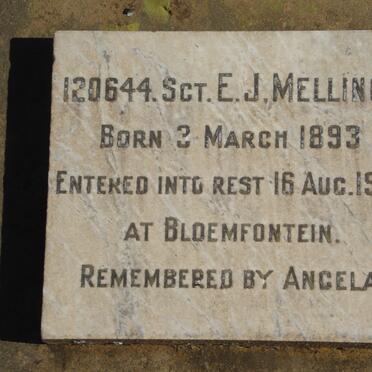 120644. SGT. E.J. MELLIN
BORN 3 MARCH 1893
ENTERED INTO REST 16 AUG. 19
AT BLOEMFONTEIN.
REMEMBERED BY ANGELA